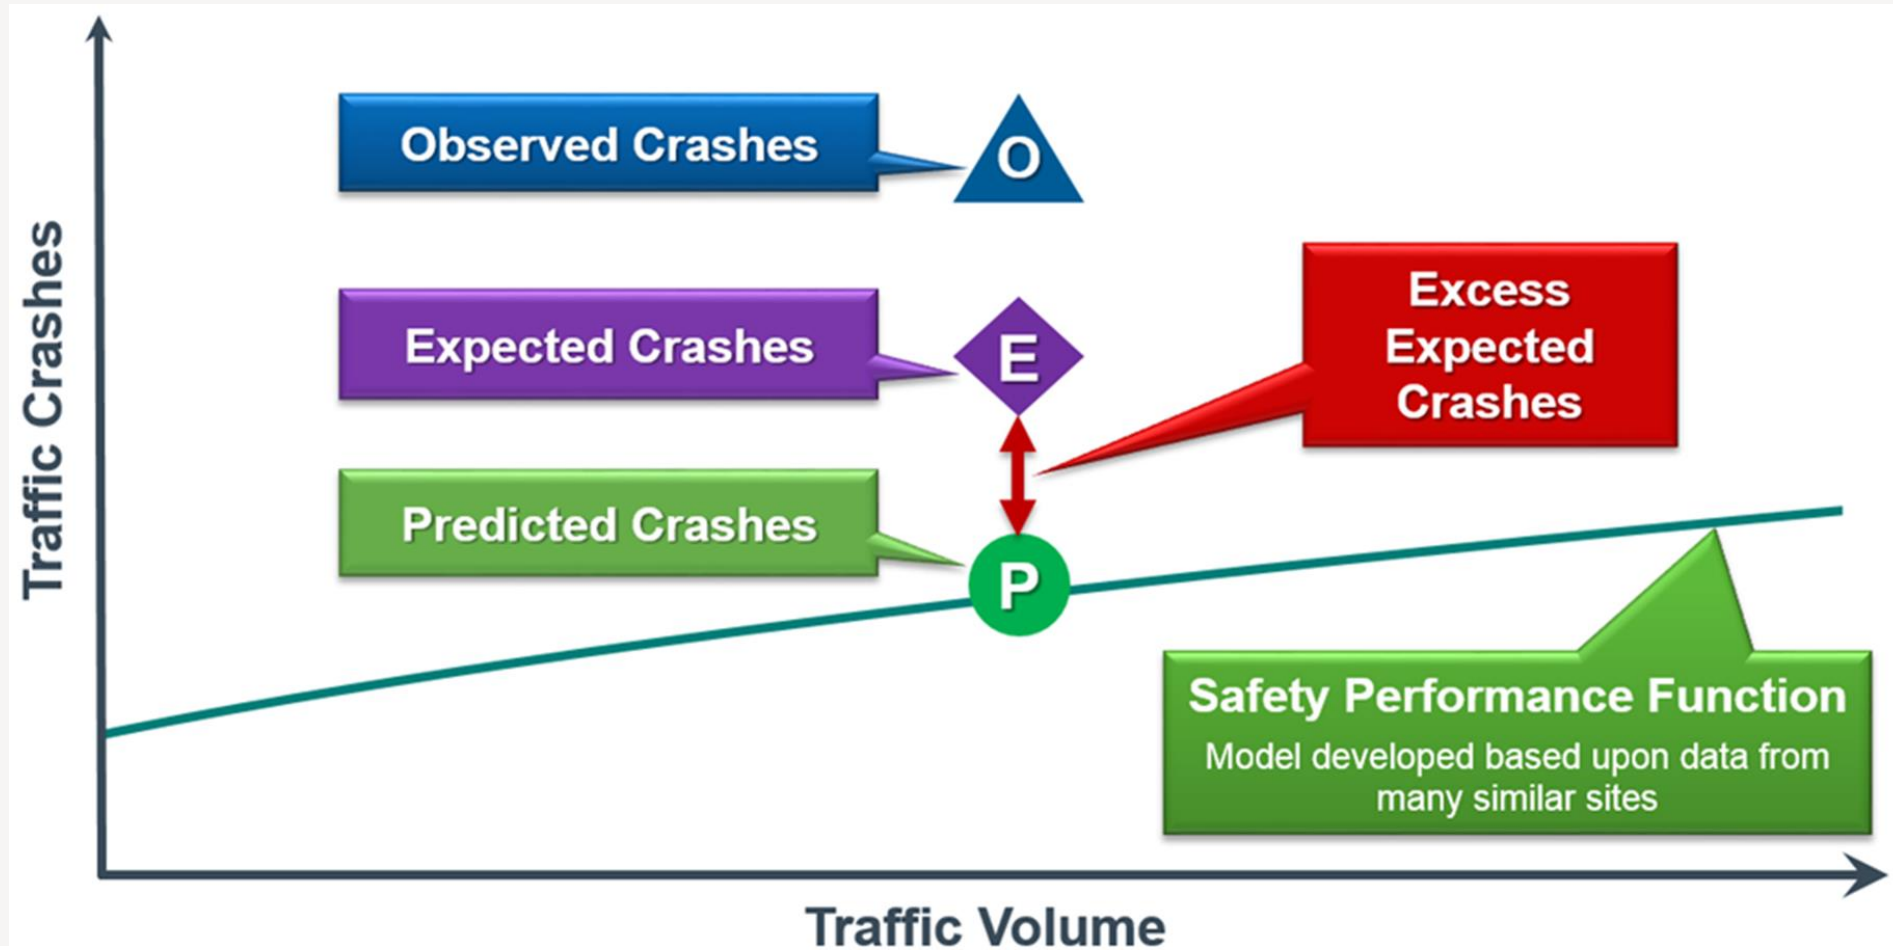 Traffic Crashes
Observed Crashes
O
Expected Crashes
E
Excess
Expected
Crashes
Predicted Crashes
P
Safety Performance Function
Model developed based upon data from
many similar sites
Traffic Volume